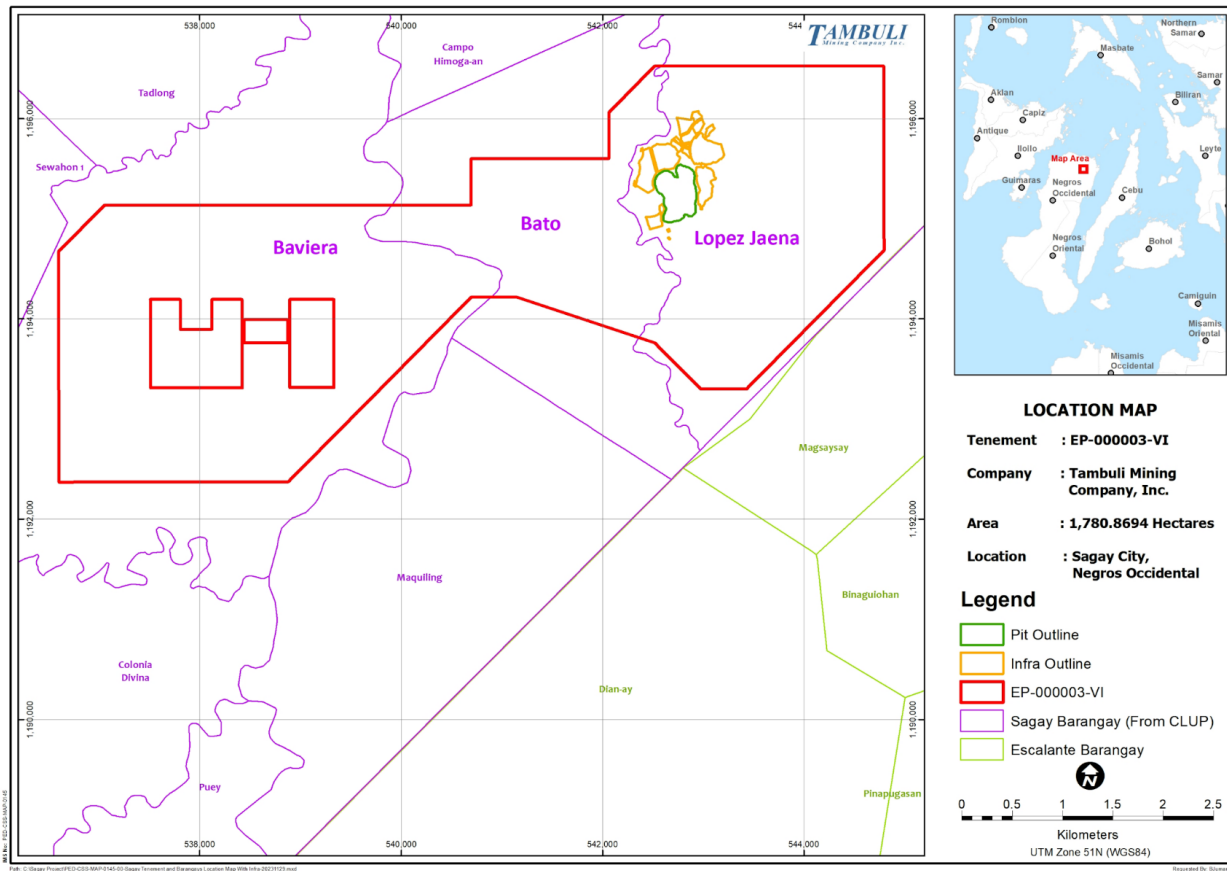 538,000
540,000
542,000
544,000
TAMBULI
Mining Company Inc.
Campo
Himoga-an
Tadlong
1,196,000
1,196,000
Sewahon 1
Bato
Baviera
Lopez Jaena
1,194,000
1,194,000
Magsaysay
1,192,000
1,192,000
Maquiling
Binaguiohan
Colonia
Divina
Dian-ay
1,190,000
1,190,000
Puey
Pinapugasan
538,000
540,000
542,000
544,000
Romblon
Northern
Samar
Masbate
Samar
Aklan
Biliran
Capiz
Antique
Iloilo
Leyte
Map Area
Guimaras
Negros
Occidental
Cebu
Negros
Oriental
Bohol
Camiguin
Misamis
Oriental
Misamis
Occidental
LOCATION MAP
Tenement : EP-000003-VI
Company : Tambuli Mining
Company, Inc.
Area : 1,780.8694 Hectares
Location : Sagay City,
Negros Occidental
Legend
Pit Outline
Infra Outline
EP-000003-VI
Sagay Barangay (From CLUP)
Escalante Barangay
N
0 0.5 1 1.5 2 2.5
Kilometers
UTM Zone 51N (WGS84)